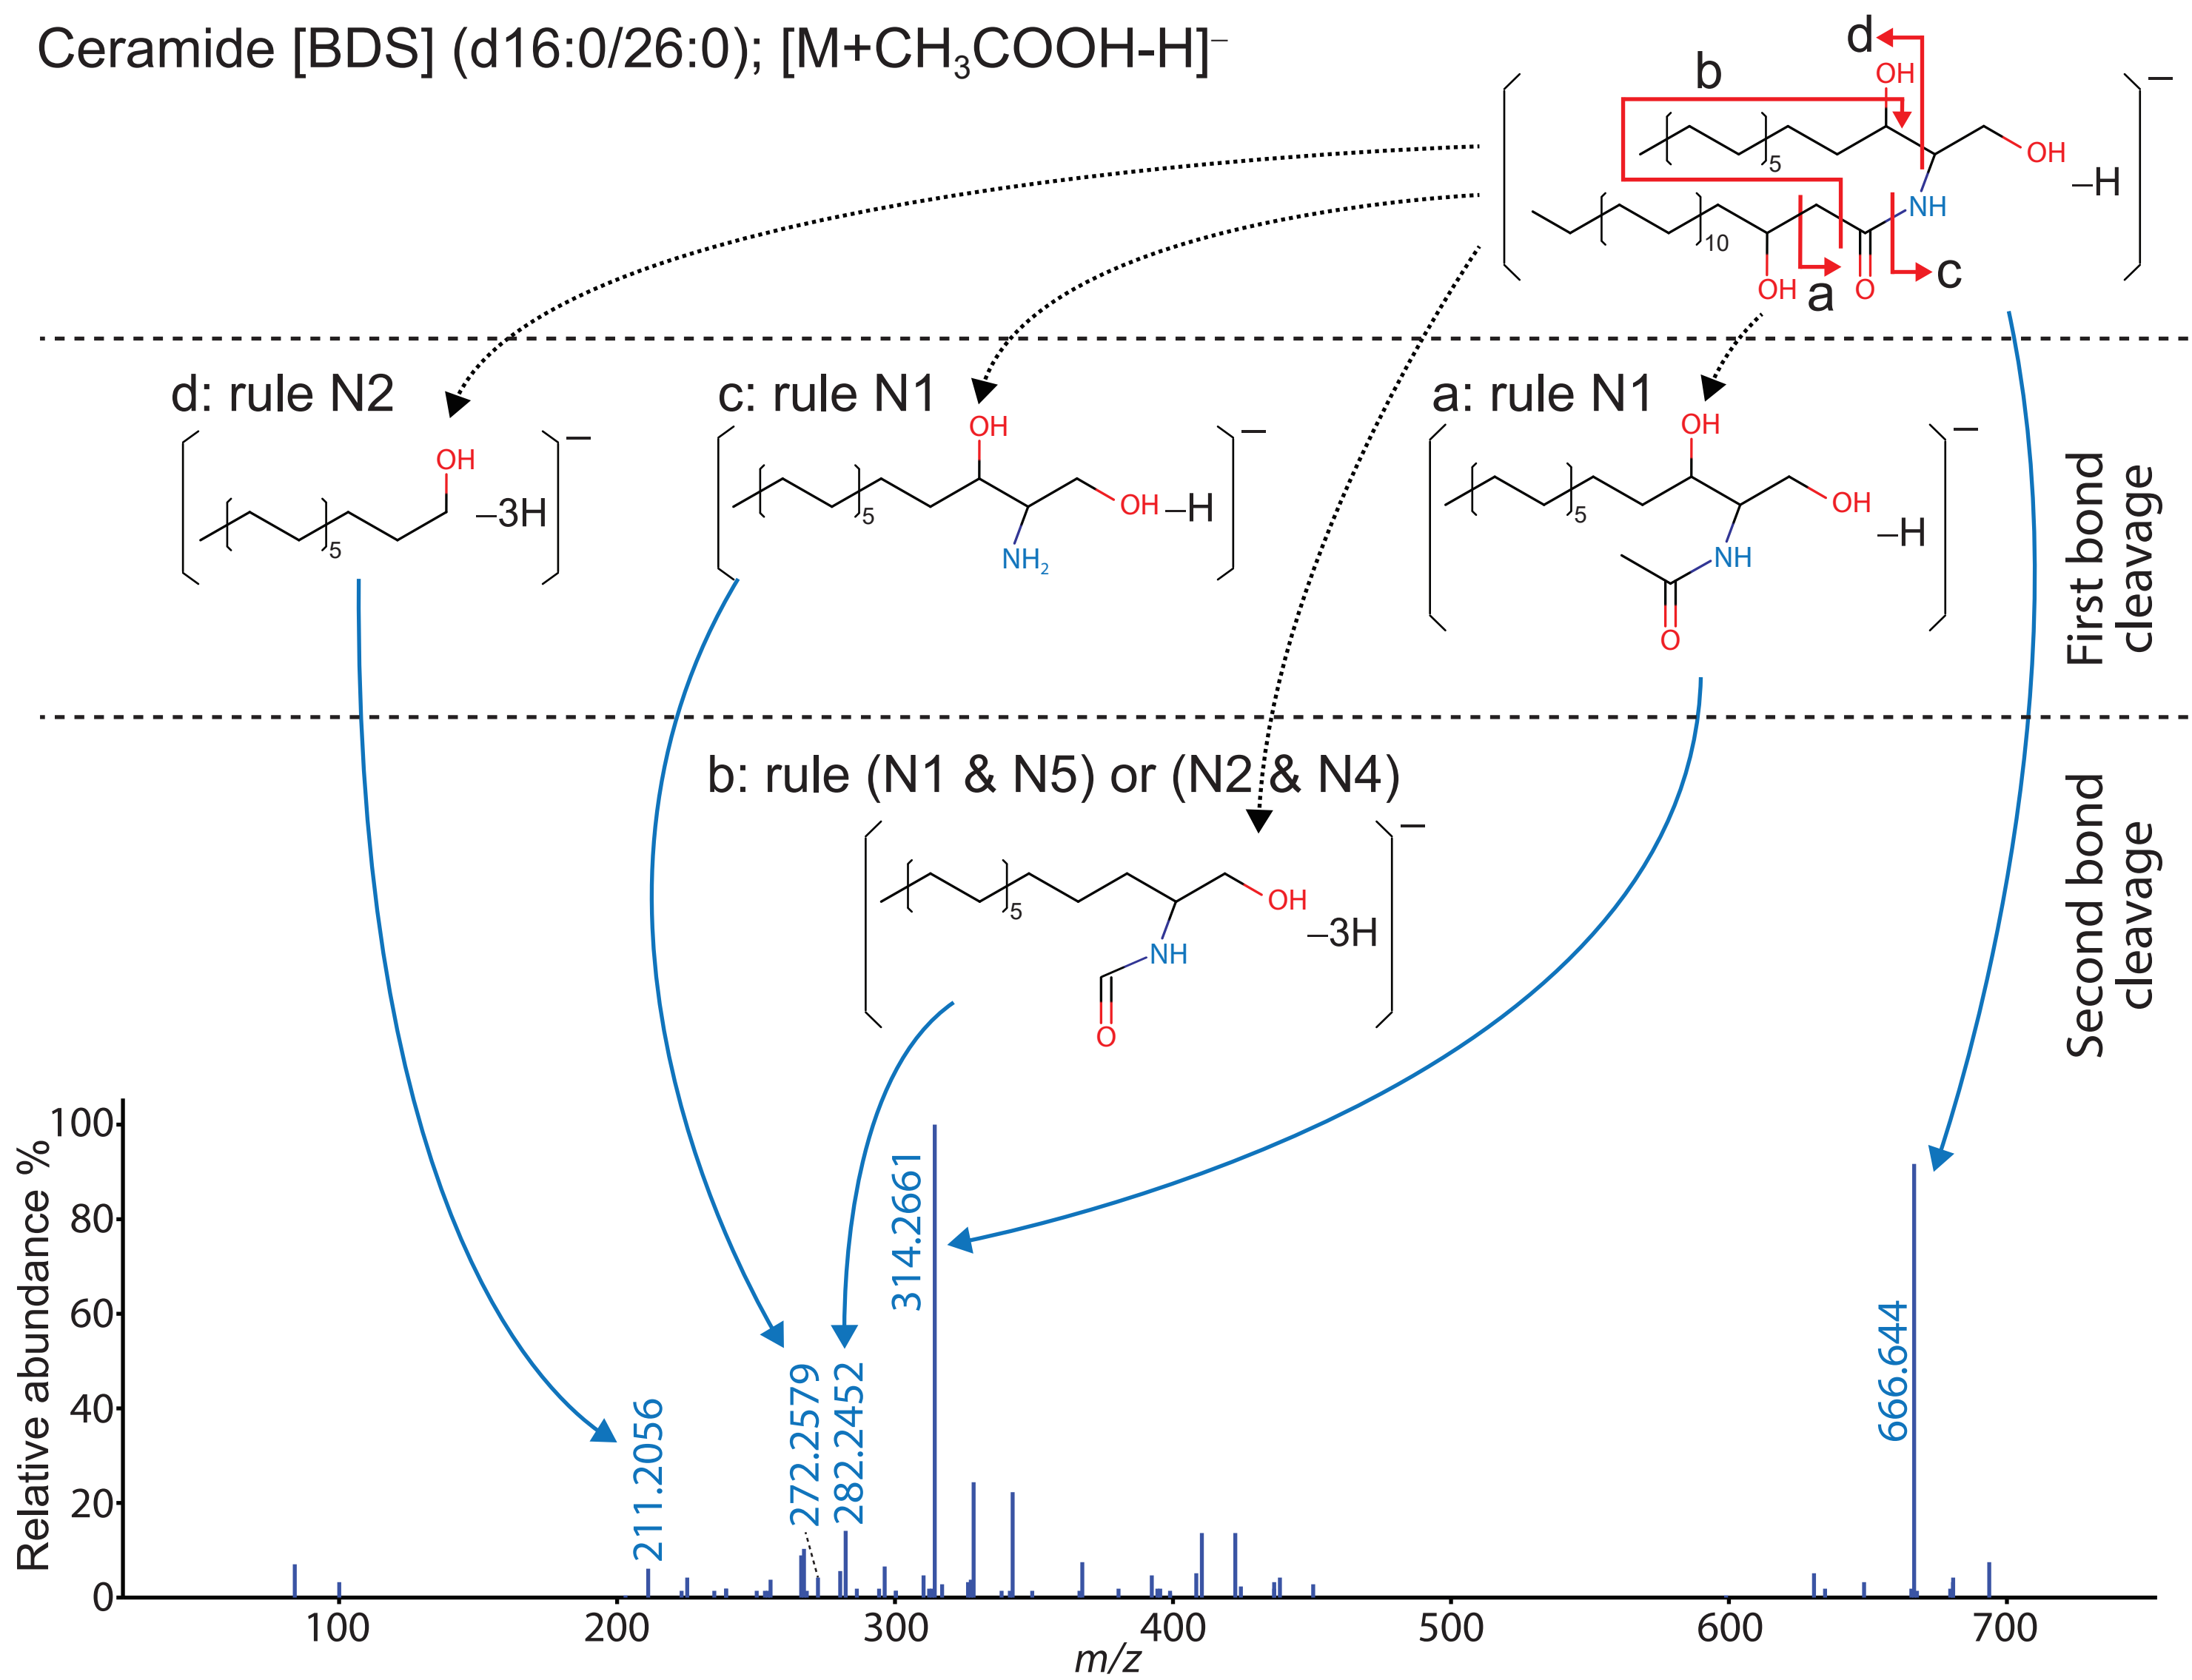 Ceramide [BDS] (d16:0/26:0); [M+CH₃COOH-H]⁻
d
b
OH
5
OH
–H
–
NH
10
OH
a
O
c
d: rule N2
OH
5
–3H
–
c: rule N1
OH
5
OH
–H
NH₂
–
a: rule N1
OH
5
OH
–H
NH
O
–
First bond
cleavage
b: rule (N1 & N5) or (N2 & N4)
5
OH
–3H
NH
O
–
Second bond
cleavage
Relative abundance %
100
80
60
40
20
0
211.2056
272.2579
282.2452
314.2661
666.644
100
200
300
400
500
600
700
m/z